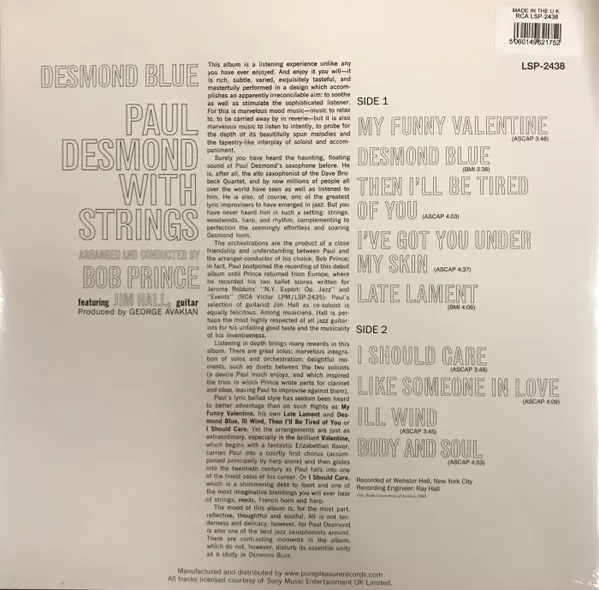 MADE IN THE U.K
RCA LSP-2438
5060149621752
LSP-2438
DESMOND BLUE
PAUL
DESMOND
WITH
STRINGS
ARRANGED AND CONDUCTED BY
BOB PRINCE
featuring JIM HALL, guitar
Produced by GEORGE AVAKIAN
This album is a listening experience unlike any
you have ever enjoyed. And enjoy it you will—it
is rich, subtle, varied, exquisitely tasteful, and
masterfully performed in a design which accom-
plishes an apparently irreconcilable aim: to soothe
as well as stimulate the sophisticated listener.
For this is marvelous mood music—music to relax
to, to be carried away by in reverie—but it is also
marvelous music to listen to intently, to probe for
the depth of its beautifully spun melodies and
the tapestry-like interplay of soloist and accom-
paniment.
Surely you have heard the haunting, floating
sound of Paul Desmond's saxophone before. He
is, after all, the alto saxophonist of the Dave Bru-
beck Quartet, and by now millions of people all
over the world have seen as well as listened to
him. He is also, of course, one of the greatest
lyric improvisers to have emerged in jazz. But you
have never heard him in such a setting: strings,
woodwinds, harp, and rhythm, complementing to
perfection the seemingly effortless and soaring
Desmond horn.
The orchestrations are the product of a close
friendship and understanding between Paul and
the arranger-conductor of his choice, Bob Prince;
in fact, Paul postponed the recording of this debut
album until Prince returned from Europe, where
he recorded his two ballet scores written for
Jerome Robbins' "N.Y. Export: Op. Jazz" and
"Events" (RCA Victor LPM/LSP-2435). Paul's
selection of guitarist Jim Hall as co-soloist is
equally felicitous. Among musicians, Hall is per-
haps the most highly respected of all jazz guitar-
ists for his unfailing good taste and the musicality
of his inventiveness.
Listening in depth brings many rewards in this
album. There are great solos; marvelous integra-
tion of solos and orchestration; delightful mo-
ments, such as duets between the two soloists
(a device Paul much enjoys, and which inspired
the trios in which Prince wrote parts for clarinet
and oboe, leaving Paul to improvise against them).
Paul's lyric ballad style has seldom been heard
to better advantage than on such flights as My
Funny Valentine, his own Late Lament and Des-
mond Blue, Ill Wind, Then I'll Be Tired of You or
I Should Care. Yet the arrangements are just as
extraordinary, especially in the brilliant Valentine,
which begins with a fantastic Elizabethan flavor,
carries Paul into a courtly first chorus (accom-
panied principally by harp alone) and then glides
into the twentieth century as Paul falls into one
of the finest solos of his career. Or I Should Care,
which is a shimmering debt to Ibert and one of
the most imaginative blendings you will ever hear
of strings, reeds, French horn and harp.
The mood of this album is, for the most part,
reflective, thoughtful and soulful. All is not ten-
derness and delicacy, however, for Paul Desmond
is also one of the best jazz saxophonists around.
There are contrasting moments in the album,
which do not, however, disturb its essential unity
as a study in DESMOND BLUE.
SIDE 1
MY FUNNY VALENTINE
(ASCAP 3:48)
DESMOND BLUE
(BMI 3:38)
THEN I'LL BE TIRED
OF YOU (ASCAP 4:03)
I'VE GOT YOU UNDER
MY SKIN (ASCAP 4:37)
LATE LAMENT
(BMI 4:06)
SIDE 2
I SHOULD CARE
(ASCAP 3:48)
LIKE SOMEONE IN LOVE
(ASCAP 4:09)
ILL WIND
(ASCAP 3:45)
BODY AND SOUL
(ASCAP 4:53)
Recorded at Webster Hall, New York City
Recording Engineer: Ray Hall
Manufactured and distributed by www.purepleasurerecords.com
All tracks licensed courtesy of Sony Music Entertainment UK Limited.